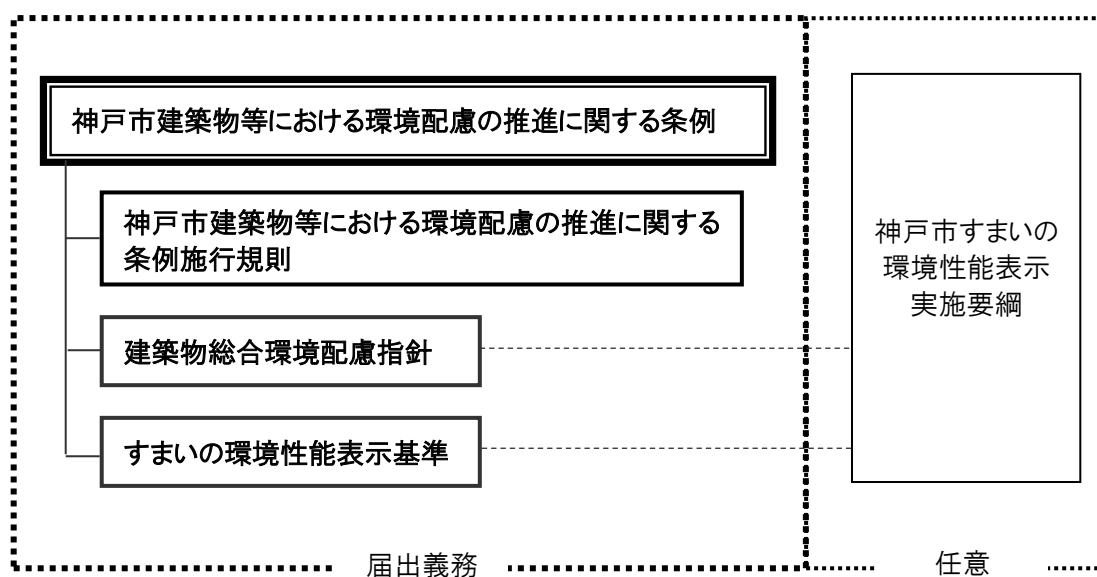 神戸市建築物等における環境配慮の推進に関する条例
神戸市建築物等における環境配慮の推進に関する
条例施行規則
建築物総合環境配慮指針
すまいの環境性能表示基準
届出義務
神戸市すまいの
環境性能表示
実施要綱
任意